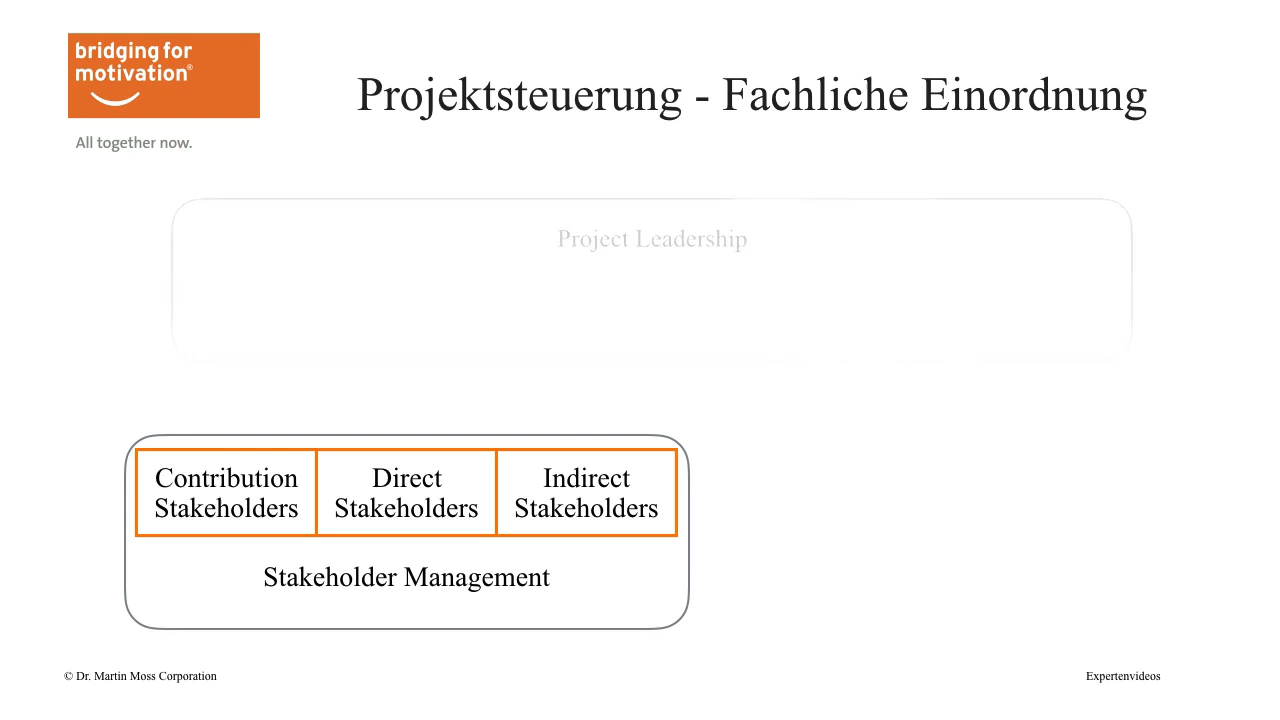 bridging for
motivation®
All together now.
Projektsteuerung - Fachliche Einordnung
Project Leadership
Contribution
Stakeholders
Direct
Stakeholders
Indirect
Stakeholders
Stakeholder Management
© Dr. Martin Moss Corporation
Expertenvideos